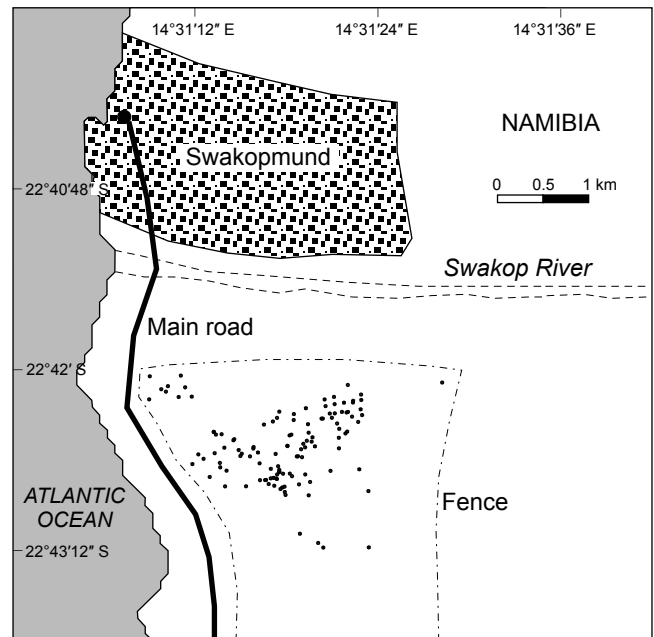 14°31′12″ E
14°31′24″ E
14°31′36″ E
NAMIBIA
Swakopmund
22°40′48″ S
0 0.5 1 km
Swakop River
Main road
22°42′ S
ATLANTIC
OCEAN
Fence
22°43′12″ S